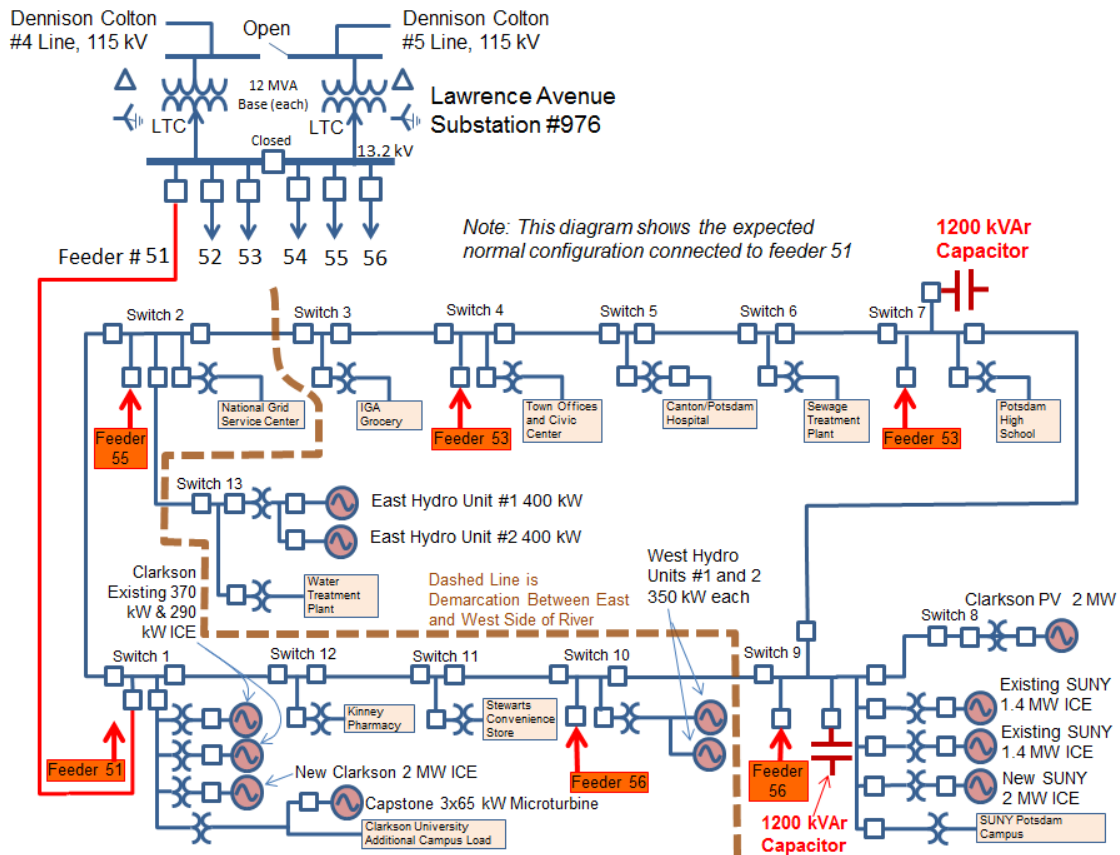 Dennison Colton
#4 Line, 115 kV
Open
Dennison Colton
#5 Line, 115 kV
12 MVA
Base (each)
LTC
LTC
Lawrence Avenue
Substation #976
Closed
13.2 kV
Feeder # 51
52
53
54
55
56
Note: This diagram shows the expected
normal configuration connected to feeder 51
1200 kVAr
Capacitor
Switch 2
Switch 3
Switch 4
Switch 5
Switch 6
Switch 7
National Grid
Service Center
IGA
Grocery
Town Offices
and Civic
Center
Canton/Potsdam
Hospital
Sewage
Treatment
Plant
Potsdam
High
School
Feeder
55
Feeder 53
Feeder 53
Switch 13
East Hydro Unit #1 400 kW
East Hydro Unit #2 400 kW
Clarkson
Existing 370
kW & 290
kW ICE
Water
Treatment
Plant
Dashed Line is
Demarcation Between East
and West Side of River
West Hydro
Units #1 and 2
350 kW each
Clarkson PV 2 MW
Switch 8
Switch 1
Switch 12
Switch 11
Switch 10
Switch 9
Kinney
Pharmacy
Stewarts
Convenience
Store
Existing SUNY
1.4 MW ICE
Existing SUNY
1.4 MW ICE
New SUNY
2 MW ICE
SUNY Potsdam
Campus
Feeder 51
New Clarkson 2 MW ICE
Capstone 3x65 kW Microturbine
Clarkson University
Additional Campus Load
Feeder 56
Feeder
56
1200 kVAr
Capacitor